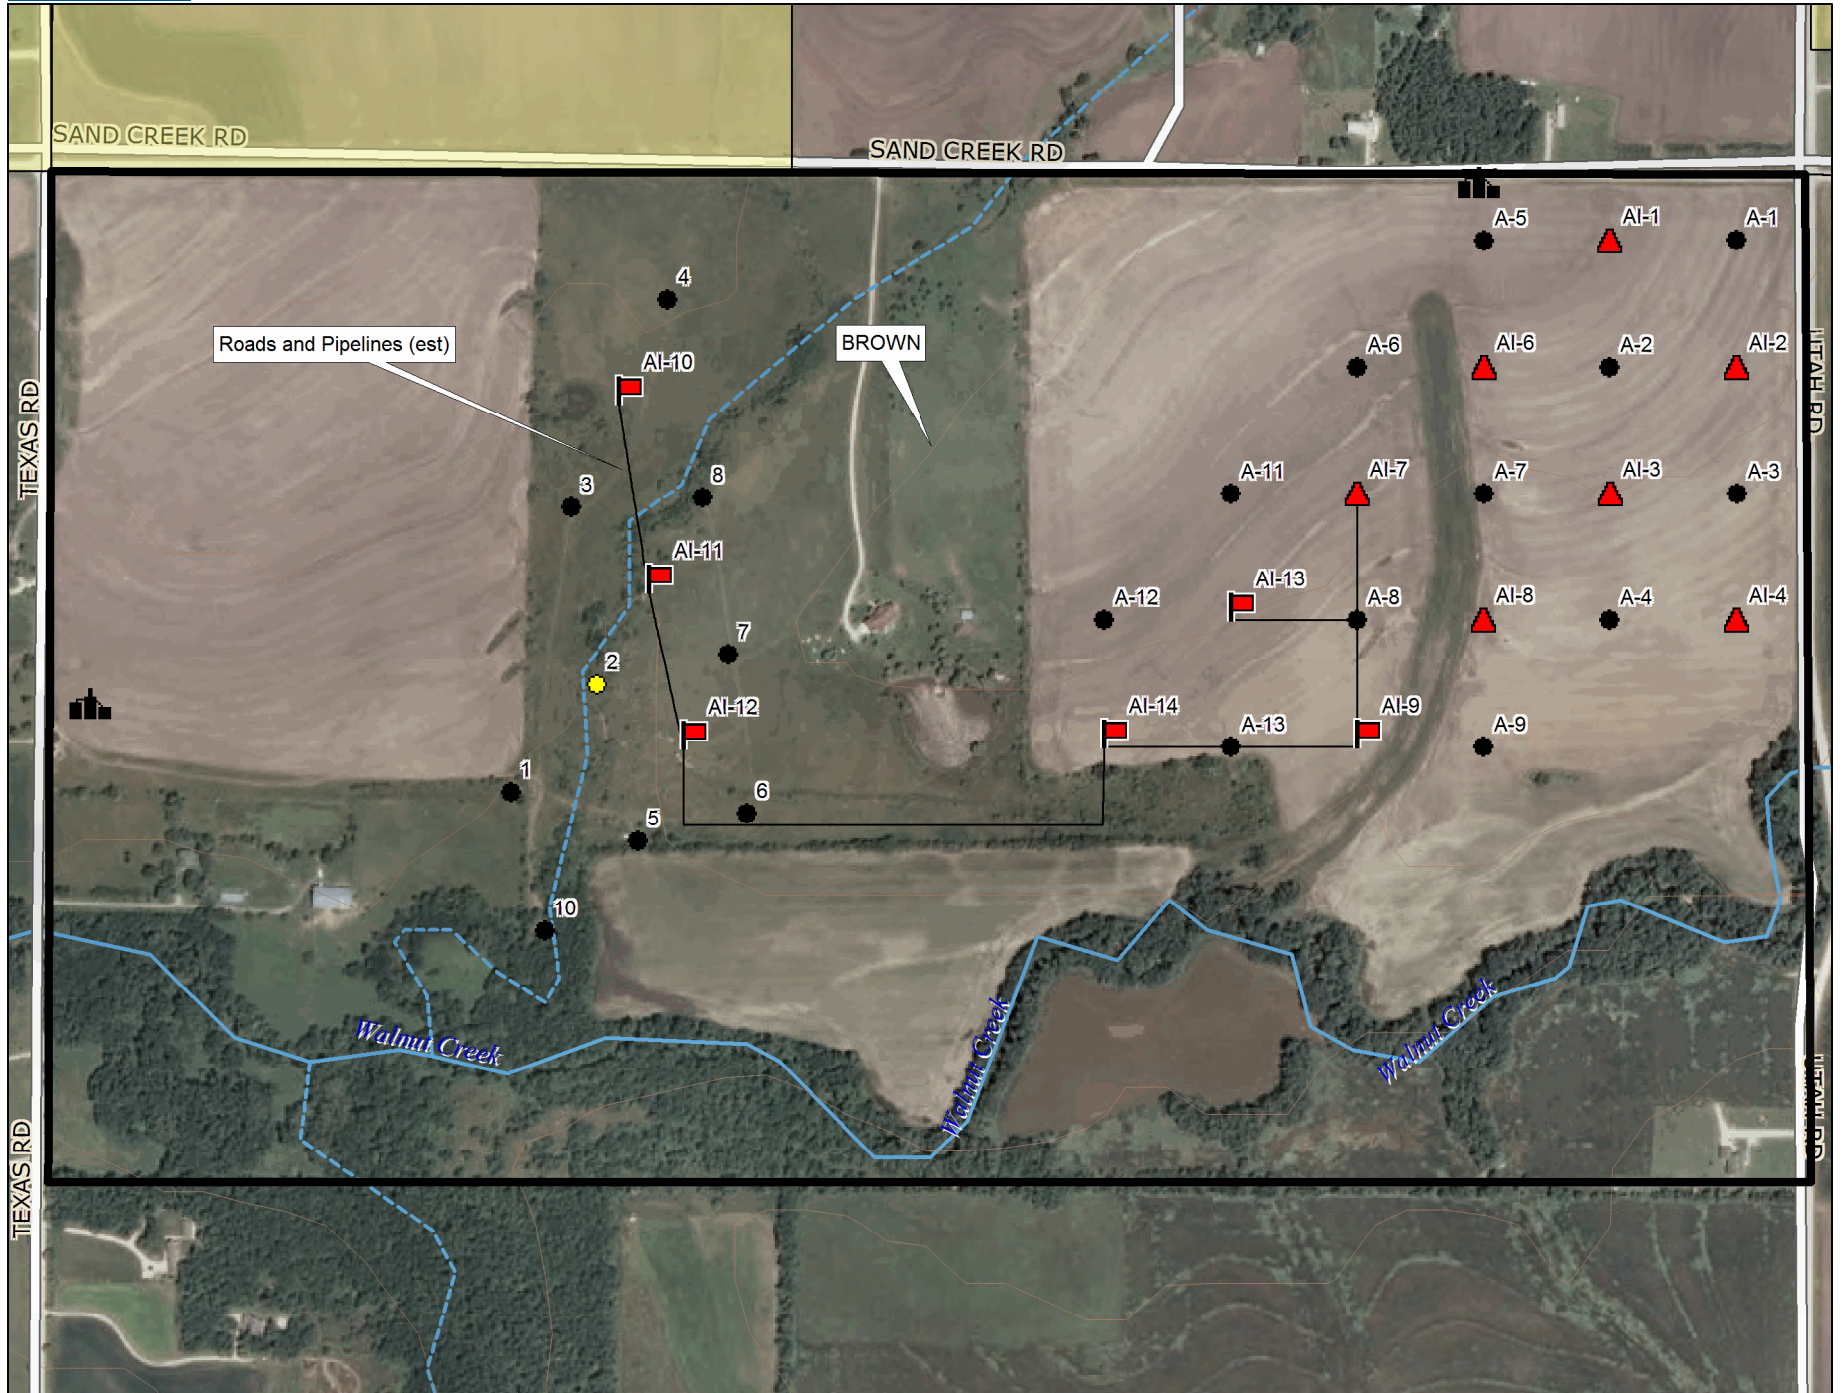 SAND CREEK RD
SAND CREEK RD
A-5
AI-1
A-1
4
Roads and Pipelines (est)
BROWN
AI-10
A-6
AI-6
A-2
AI-2
TEXAS RD
UTAH RD
3
8
A-11
AI-7
A-7
AI-3
A-3
AI-11
A-12
AI-13
A-8
AI-8
A-4
AI-4
7
2
AI-12
AI-14
A-13
AI-9
A-9
1
6
5
10
Walnut Creek
Walnut Creek
Walnut Creek
TEXAS RD
UTAH RD